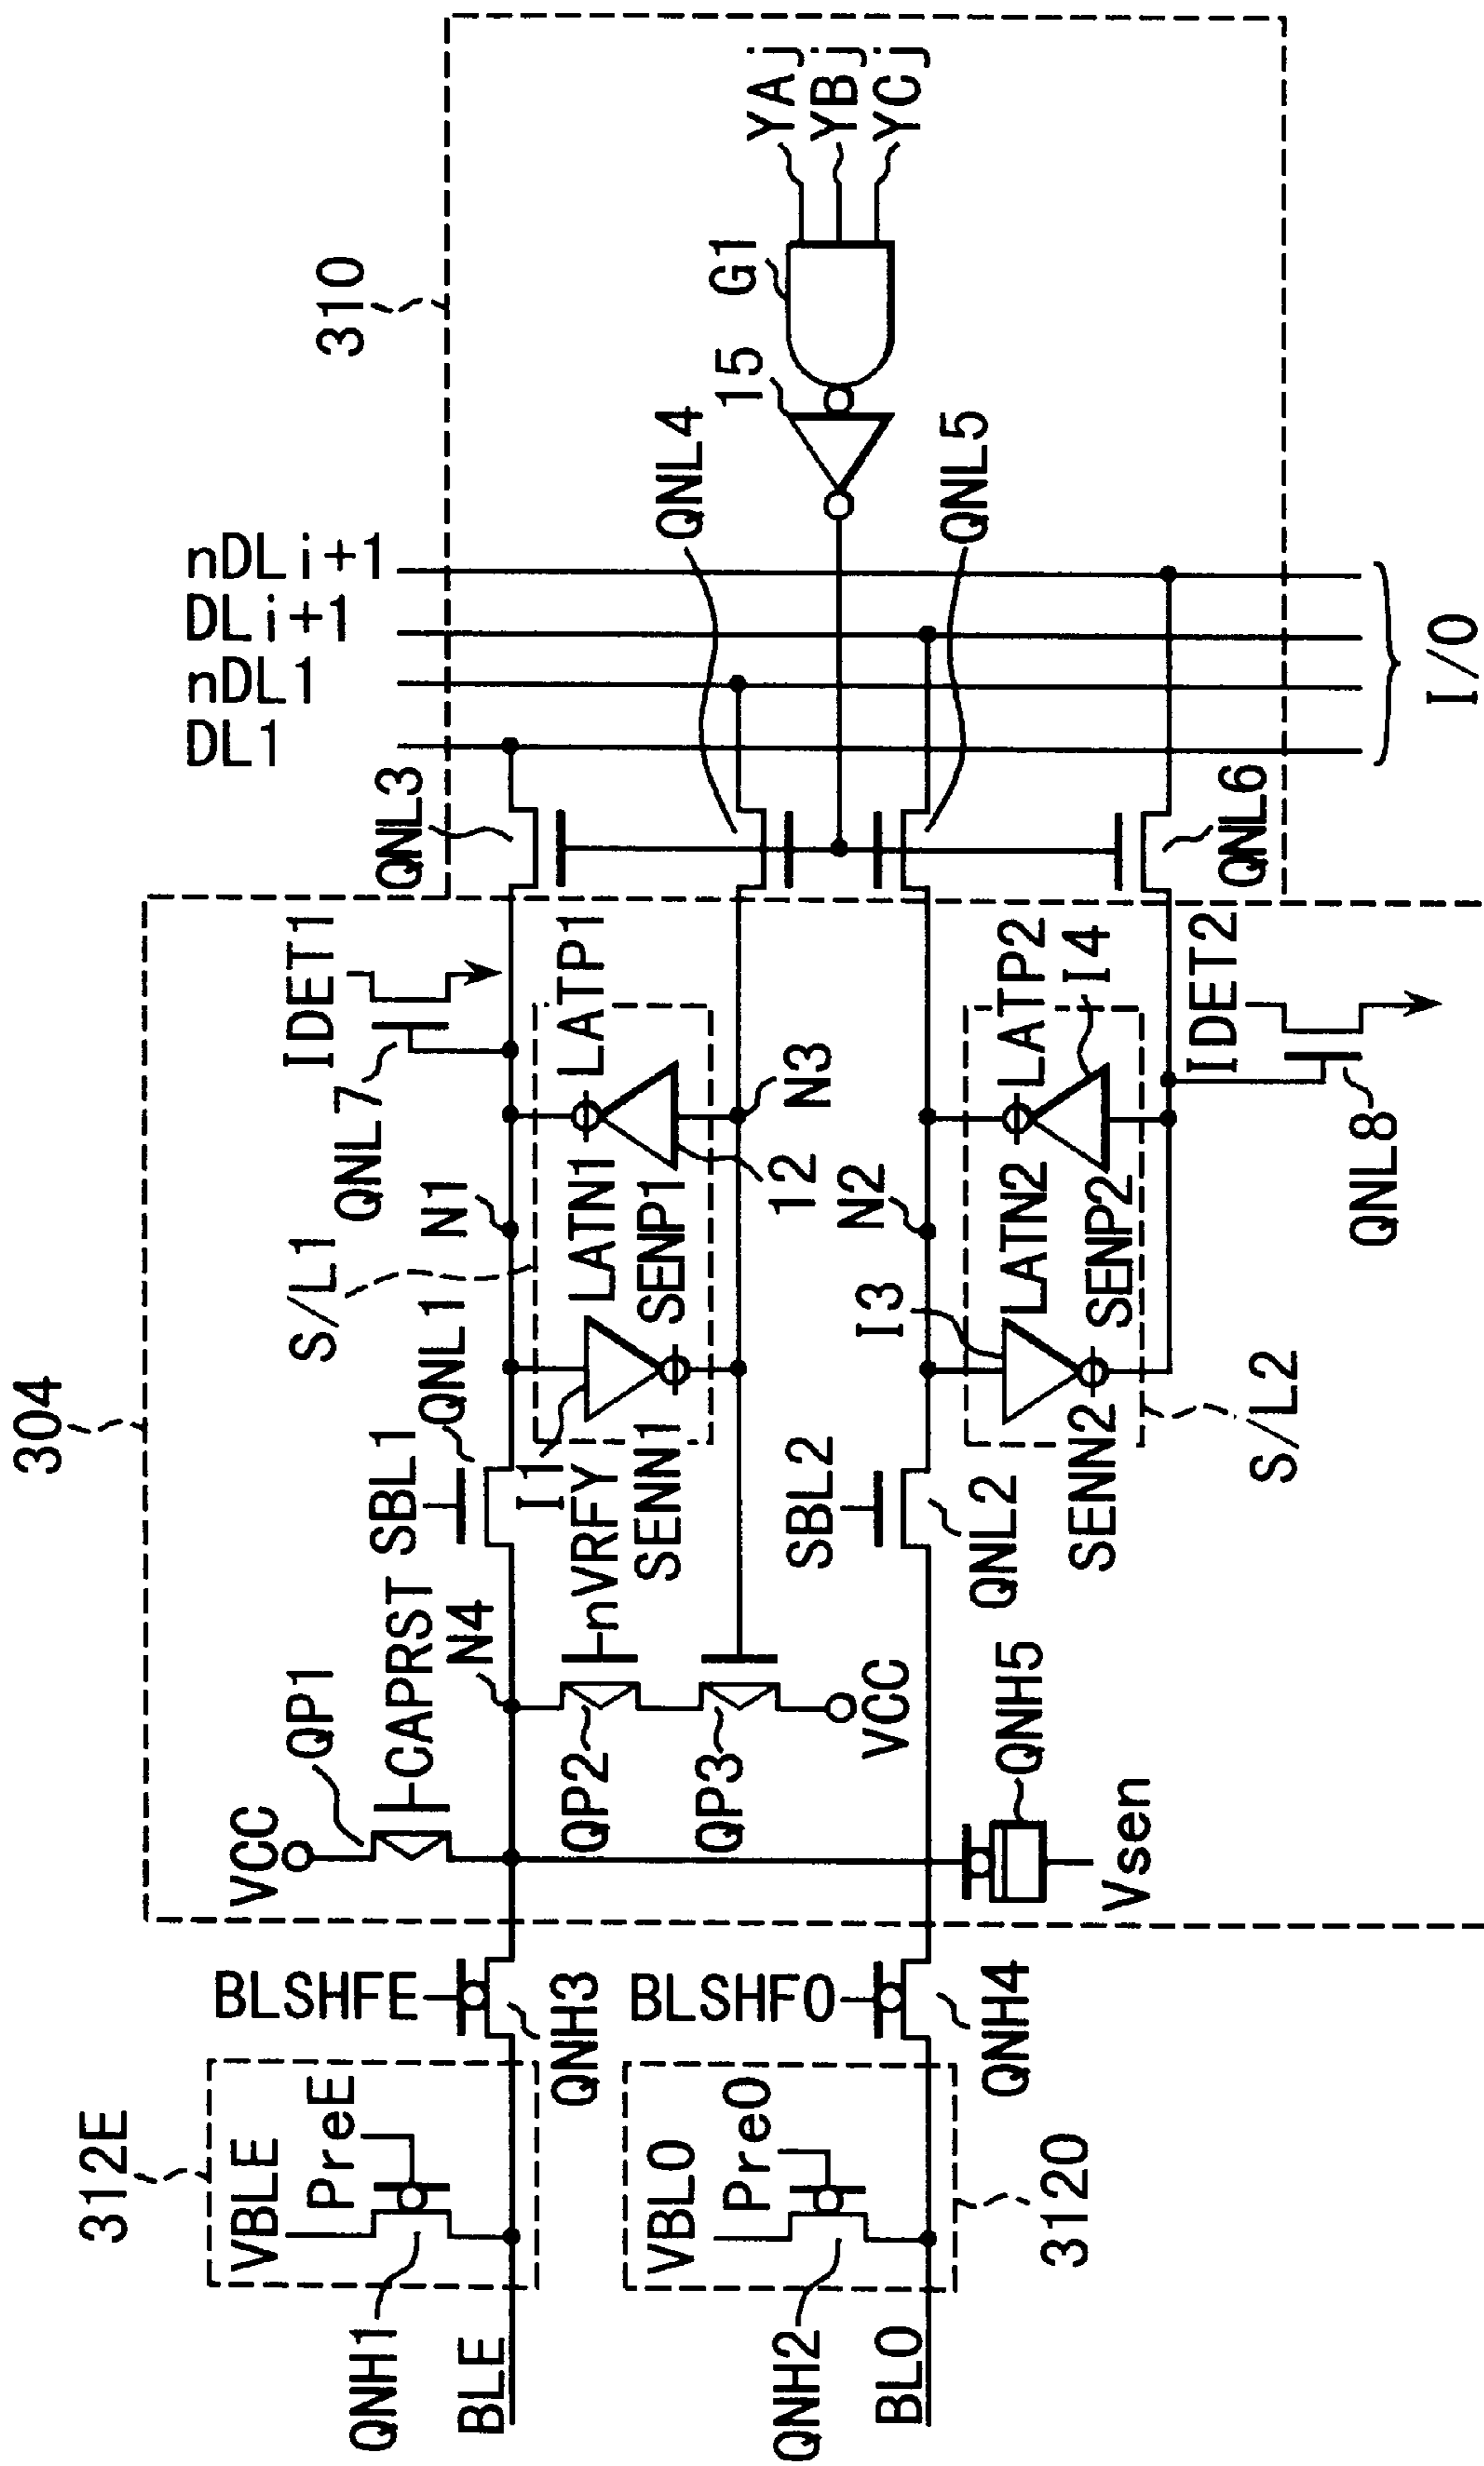 304
310
312E
312O
VBLE
PreE
QNH1
BLE
VBLO
PreO
QNH2
BLO
BLSHFE
QNH3
BLSHFO
QNH4
VCC
QP1
CAPRST
N4
QP2
nVRFY
QP3
VCC
QNH5
Vsen
SBL1
QNL1
SBL2
QNL2
S/L1
I1
SENN1
LATN1
SENP1
LATP1
12
N1
QNL7
IDET1
N3
N2
I3
LATN2
SENP2
SENN2
S/L2
LATP2
I4
IDET2
QNL8
QNL3
QNL4
QNL5
QNL6
DL1
nDL1
DLi+1
nDLi+1
I/O
15
G1
YAj
YBj
YCj